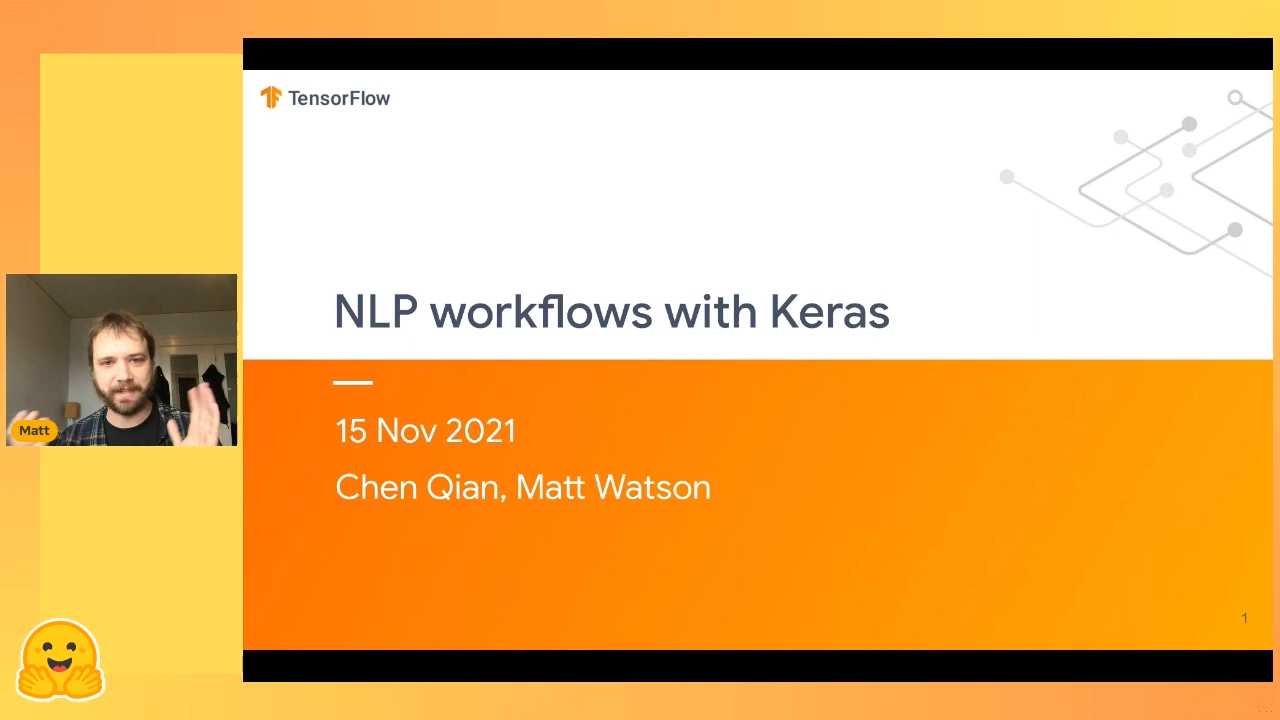 TensorFlow
NLP workflows with Keras
15 Nov 2021
Chen Qian, Matt Watson
Matt
1